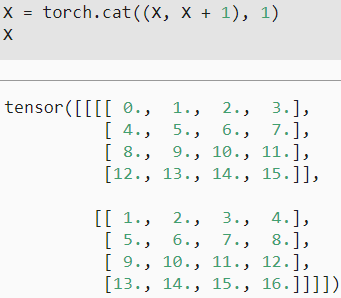 X = torch.cat((X, X + 1), 1)
X
tensor([[[[ 0.,  1.,  2.,  3.],
          [ 4.,  5.,  6.,  7.],
          [ 8.,  9., 10., 11.],
          [12., 13., 14., 15.]],

         [[ 1.,  2.,  3.,  4.],
          [ 5.,  6.,  7.,  8.],
          [ 9., 10., 11., 12.],
          [13., 14., 15., 16.]]]])